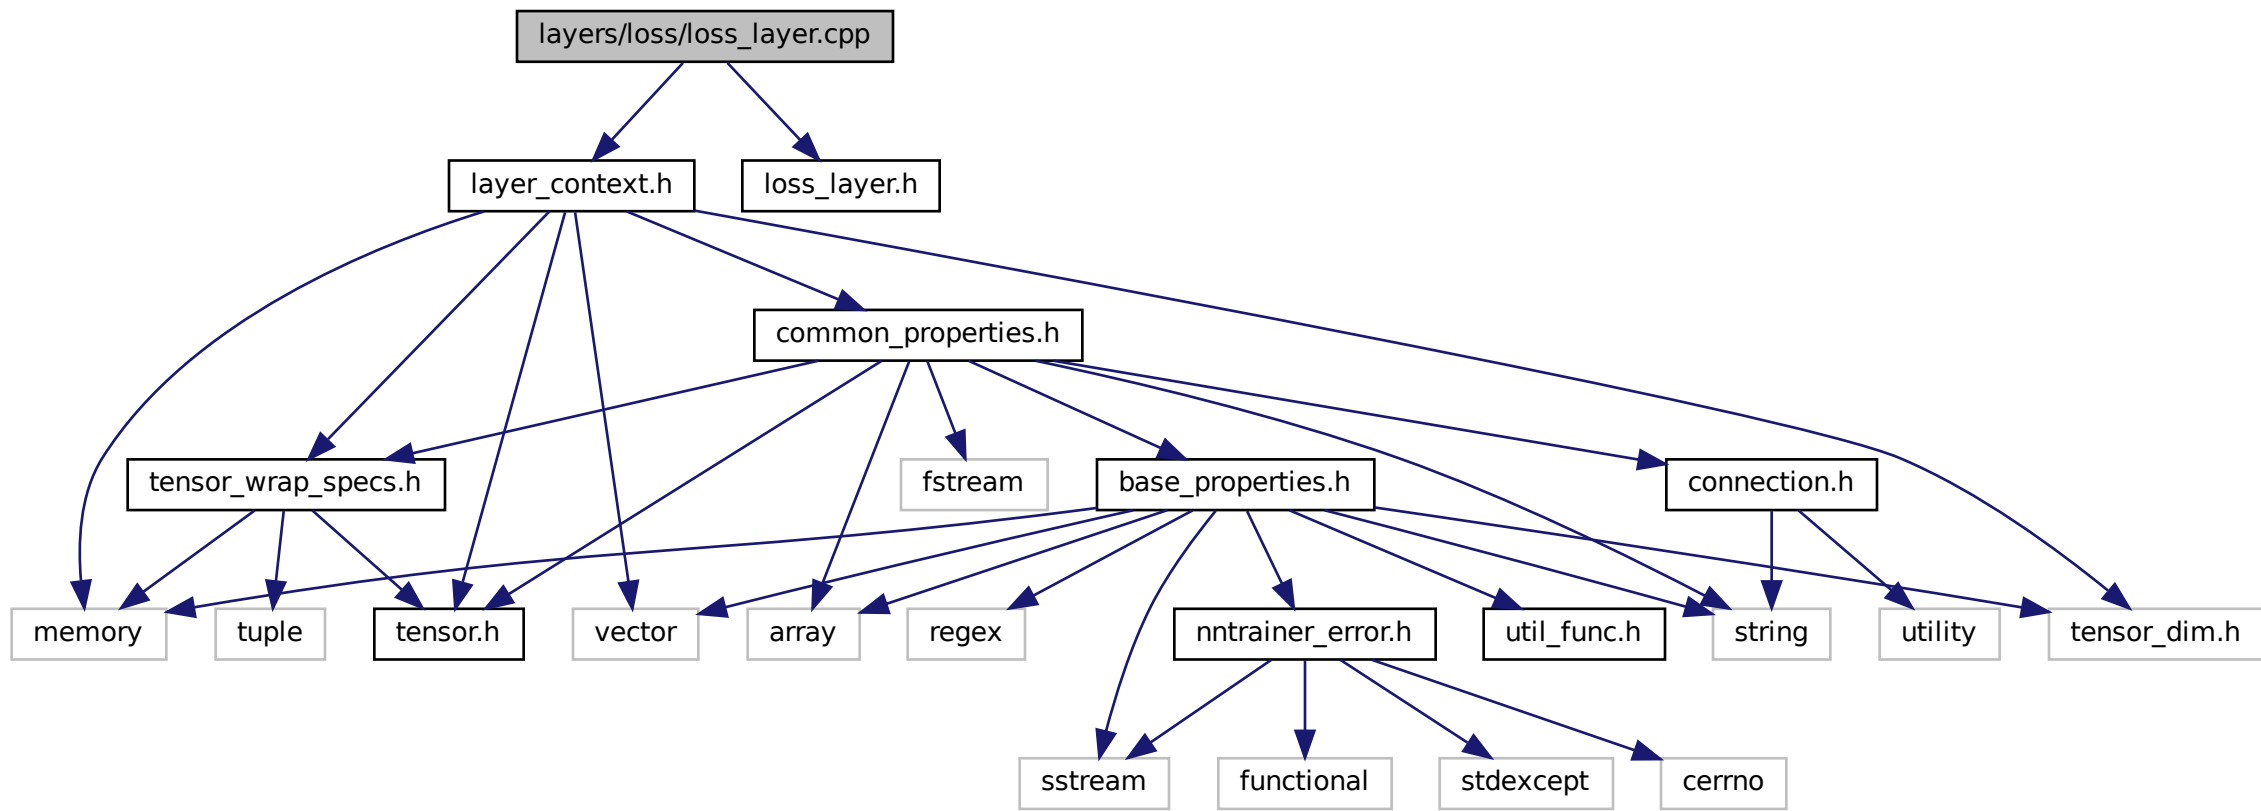 layers/loss/loss_layer.cpp
layer_context.h
loss_layer.h
common_properties.h
tensor_wrap_specs.h
fstream
base_properties.h
connection.h
memory
tuple
tensor.h
vector
array
regex
nntrainer_error.h
util_func.h
string
utility
tensor_dim.h
sstream
functional
stdexcept
cerrno